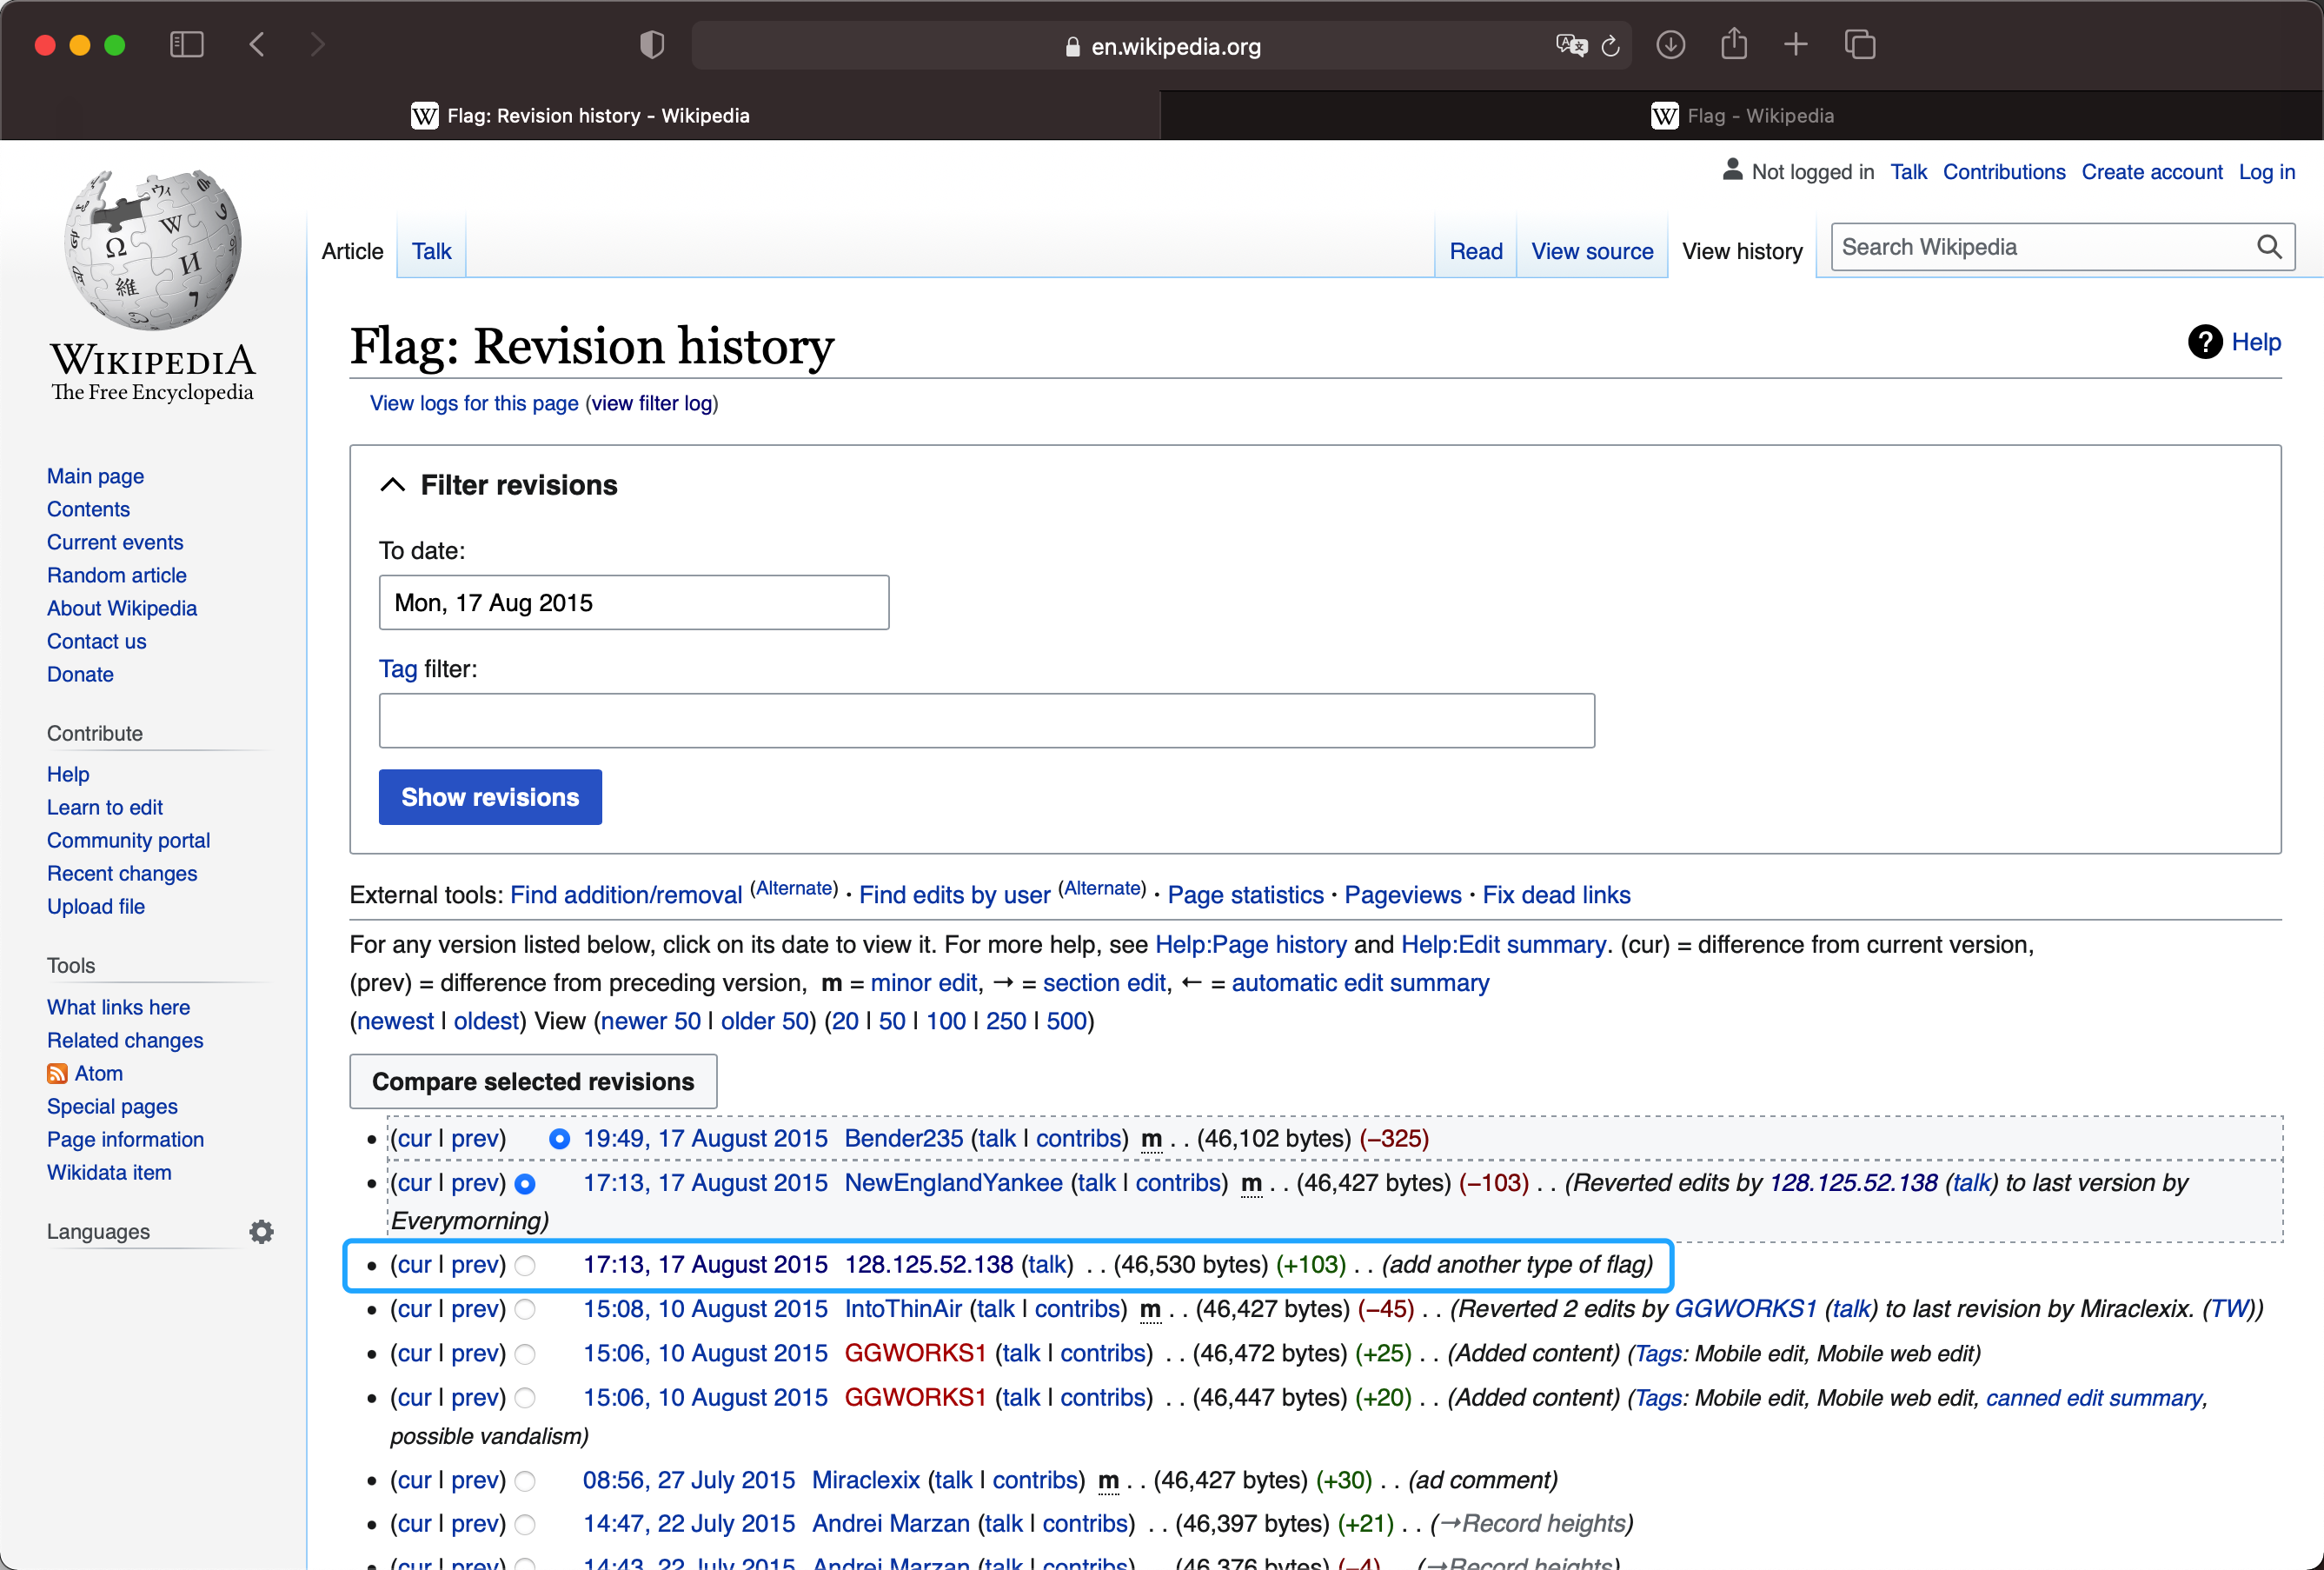 en.wikipedia.org
W Flag: Revision history - Wikipedia
W Flag - Wikipedia
Not logged in Talk Contributions Create account Log in
Article Talk Read View source View history Search Wikipedia
WIKIPEDIA
The Free Encyclopedia
Flag: Revision history
? Help
View logs for this page (view filter log)
Main page
Contents
Current events
Random article
About Wikipedia
Contact us
Donate
Contribute
Help
Learn to edit
Community portal
Recent changes
Upload file
Tools
What links here
Related changes
Atom
Special pages
Page information
Wikidata item
Languages
Filter revisions
To date:
Mon, 17 Aug 2015
Tag filter:
Show revisions
External tools: Find addition/removal (Alternate) · Find edits by user (Alternate) · Page statistics · Pageviews · Fix dead links
For any version listed below, click on its date to view it. For more help, see Help:Page history and Help:Edit summary. (cur) = difference from current version,
(prev) = difference from preceding version, m = minor edit, → = section edit, ← = automatic edit summary
(newest | oldest) View (newer 50 | older 50) (20 | 50 | 100 | 250 | 500)
Compare selected revisions
• (cur | prev) 19:49, 17 August 2015 Bender235 (talk | contribs) m . . (46,102 bytes) (−325)
• (cur | prev) 17:13, 17 August 2015 NewEnglandYankee (talk | contribs) m . . (46,427 bytes) (−103) . . (Reverted edits by 128.125.52.138 (talk) to last version by
Everymorning)
• (cur | prev) 17:13, 17 August 2015 128.125.52.138 (talk) . . (46,530 bytes) (+103) . . (add another type of flag)
• (cur | prev) 15:08, 10 August 2015 IntoThinAir (talk | contribs) m . . (46,427 bytes) (−45) . . (Reverted 2 edits by GGWORKS1 (talk) to last revision by Miraclexix. (TW))
• (cur | prev) 15:06, 10 August 2015 GGWORKS1 (talk | contribs) . . (46,472 bytes) (+25) . . (Added content) (Tags: Mobile edit, Mobile web edit)
• (cur | prev) 15:06, 10 August 2015 GGWORKS1 (talk | contribs) . . (46,447 bytes) (+20) . . (Added content) (Tags: Mobile edit, Mobile web edit, canned edit summary,
possible vandalism)
• (cur | prev) 08:56, 27 July 2015 Miraclexix (talk | contribs) m . . (46,427 bytes) (+30) . . (ad comment)
• (cur | prev) 14:47, 22 July 2015 Andrei Marzan (talk | contribs) . . (46,397 bytes) (+21) . . (→Record heights)
• (cur | prev) 14:43, 22 July 2015 Andrei Marzan (talk | contribs) . . (46,376 bytes) (−4) . . (→Record heights)